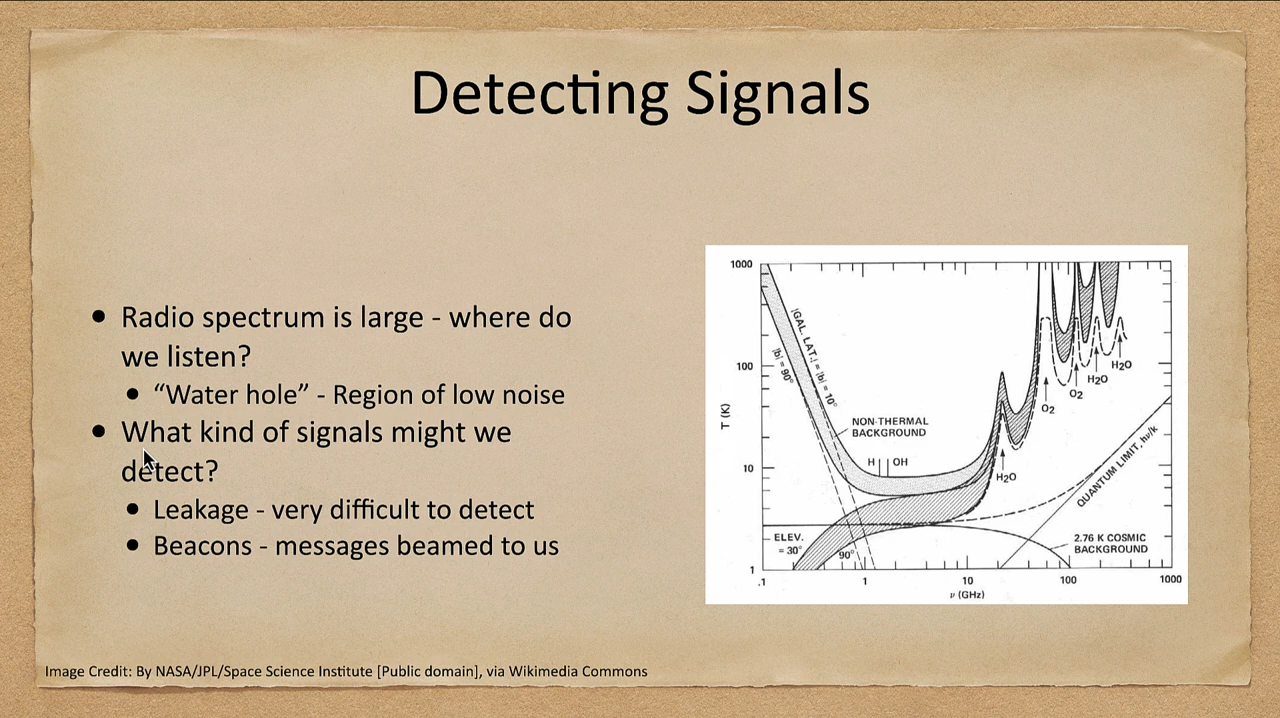 Detecting Signals
• Radio spectrum is large - where do
we listen?
• “Water hole” - Region of low noise
• What kind of signals might we
detect?
• Leakage - very difficult to detect
• Beacons - messages beamed to us
1000
100
10
1
T (K)
.1
1
10
100
1000
ν (GHz)
|GAL. LAT.| = |b| = 10°
|b| = 90°
NON-THERMAL
BACKGROUND
H
OH
H₂O
O₂
O₂
H₂O
H₂O
QUANTUM LIMIT, hν/k
ELEV.
= 30°
90°
2.76 K COSMIC
BACKGROUND
Image Credit: By NASA/JPL/Space Science Institute [Public domain], via Wikimedia Commons